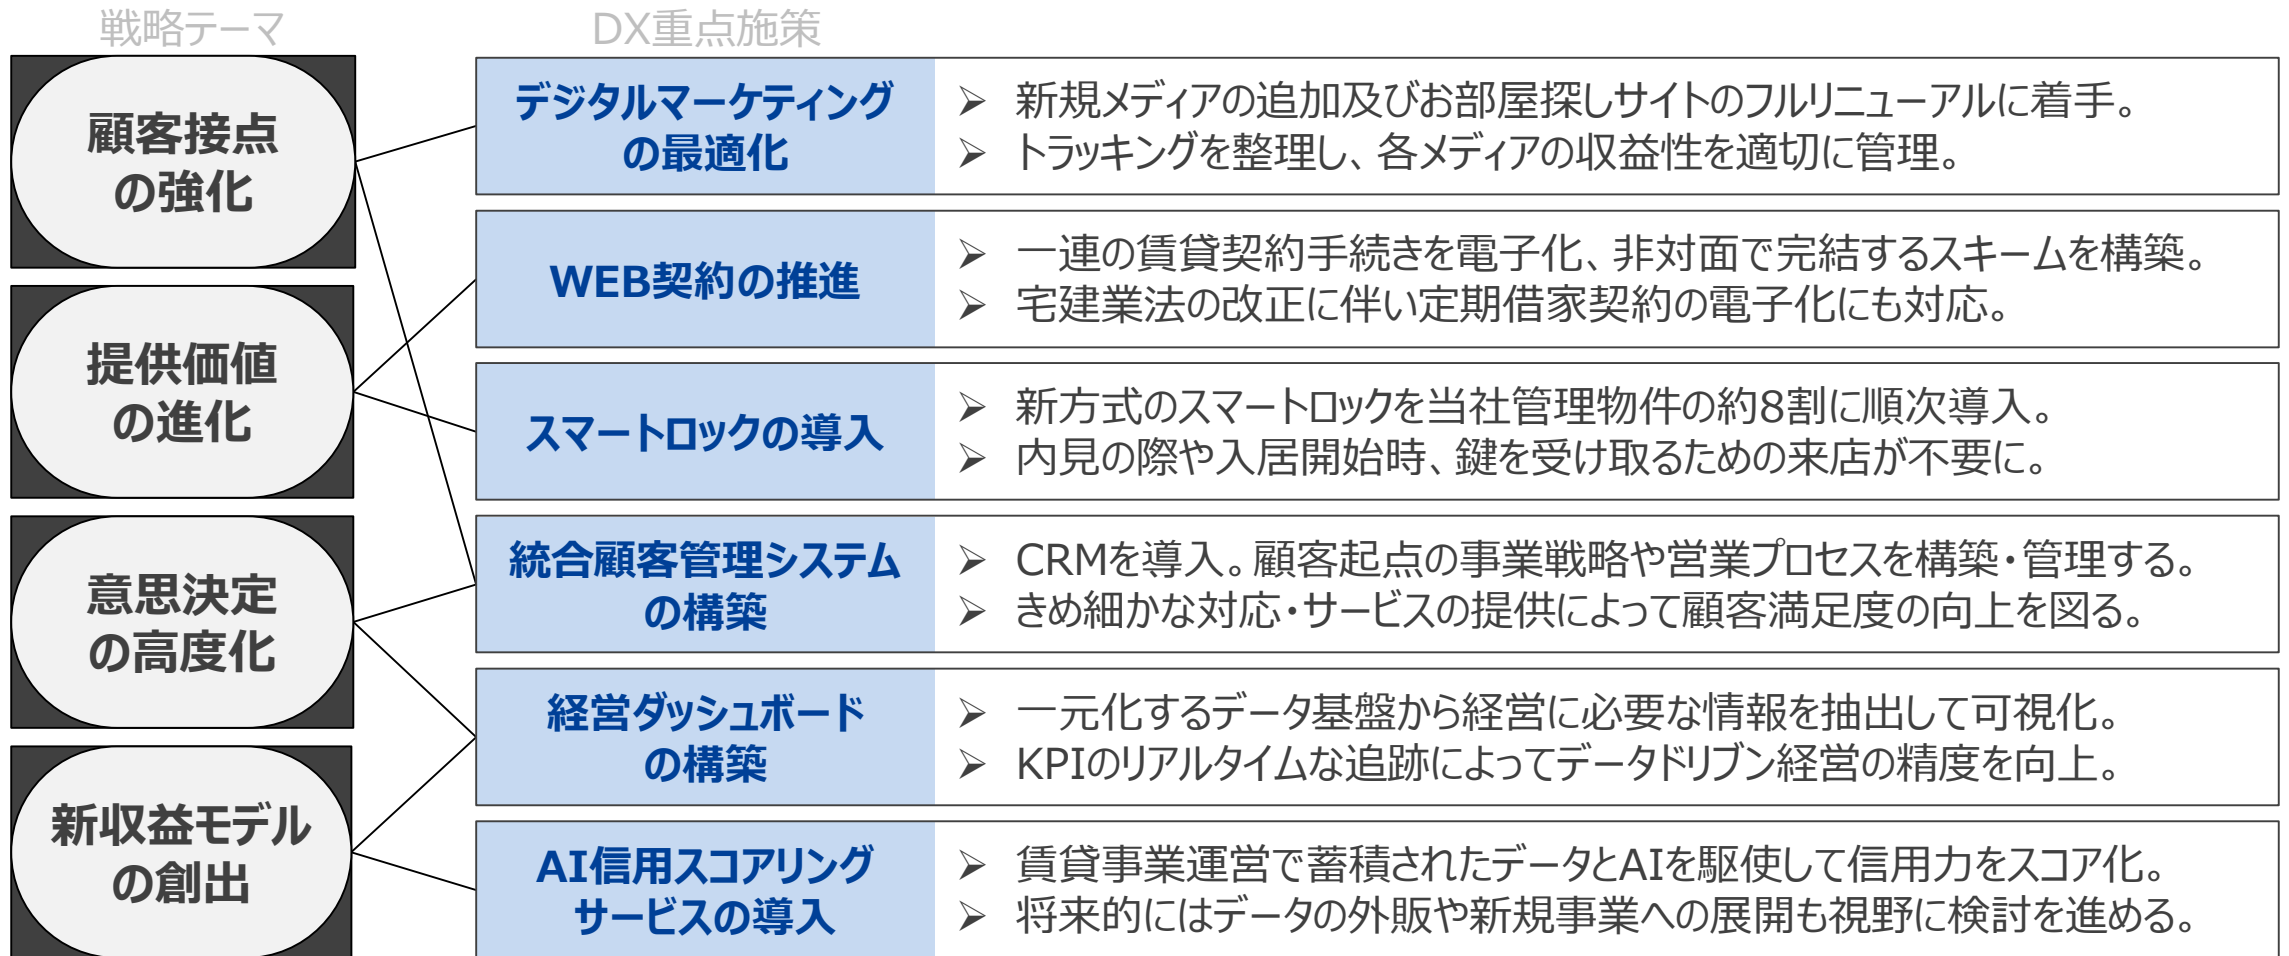 戦略テーマ
DX重点施策
顧客接点
の強化
提供価値
の進化
意思決定
の高度化
新収益モデル
の創出
デジタルマーケティング
の最適化
➢ 新規メディアの追加及びお部屋探しサイトのフルリニューアルに着手。
➢ トラッキングを整理し、各メディアの収益性を適切に管理。
WEB契約の推進
➢ 一連の賃貸契約手続きを電子化、非対面で完結するスキームを構築。
➢ 宅建業法の改正に伴い定期借家契約の電子化にも対応。
スマートロックの導入
➢ 新方式のスマートロックを当社管理物件の約8割に順次導入。
➢ 内見の際や入居開始時、鍵を受け取るための来店が不要に。
統合顧客管理システム
の構築
➢ CRMを導入。顧客起点の事業戦略や営業プロセスを構築・管理する。
➢ きめ細かな対応・サービスの提供によって顧客満足度の向上を図る。
経営ダッシュボード
の構築
➢ 一元化するデータ基盤から経営に必要な情報を抽出して可視化。
➢ KPIのリアルタイムな追跡によってデータドリブン経営の精度を向上。
AI信用スコアリング
サービスの導入
➢ 賃貸事業運営で蓄積されたデータとAIを駆使して信用力をスコア化。
➢ 将来的にはデータの外販や新規事業への展開も視野に検討を進める。